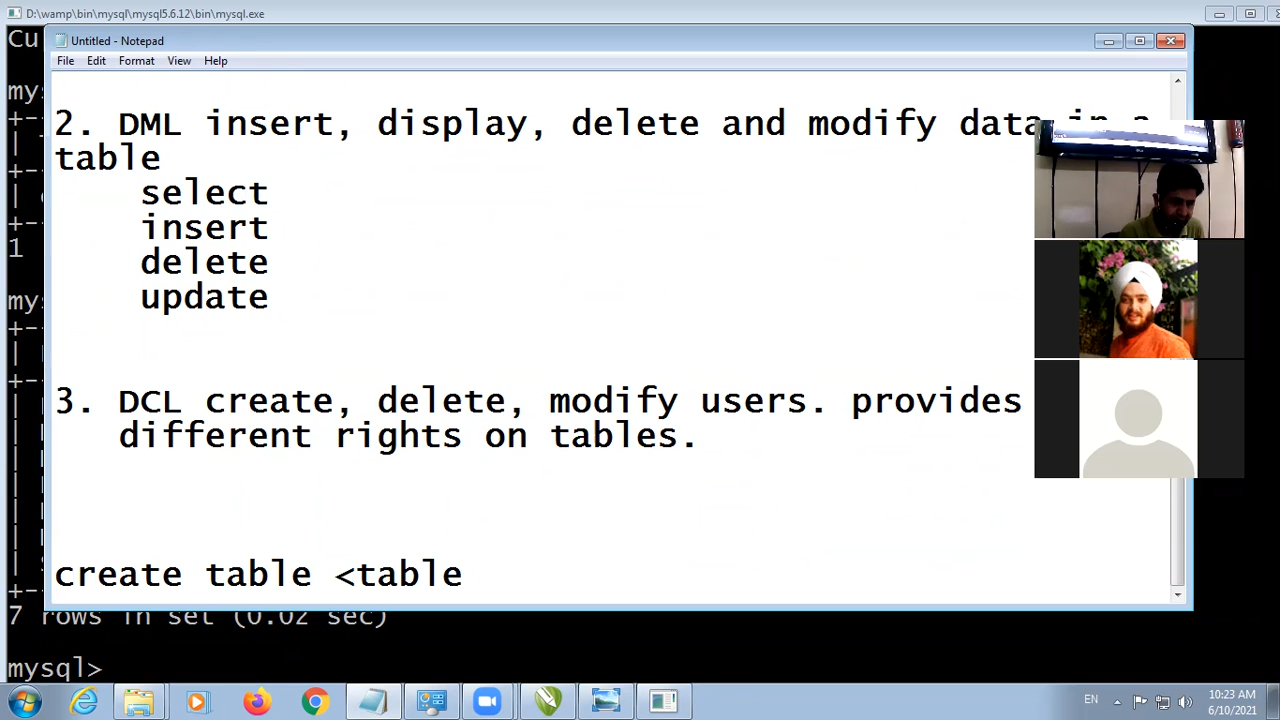 D:\wamp\bin\mysql\mysql5.6.12\bin\mysql.exe
Cu
Untitled - Notepad
File Edit Format View Help
2. DML insert, display, delete and modify data in a
table
select
insert
delete
update
3. DCL create, delete, modify users. provides
different rights on tables.
create table <table
1
7 rows in set (0.02 sec)
mysql>
EN
10:23 AM
6/10/2021